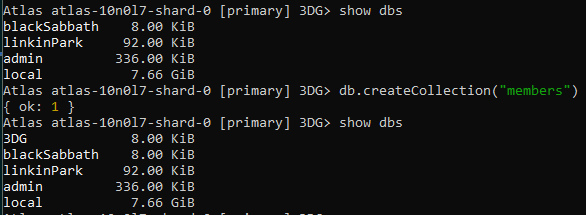 Atlas atlas-10n0l7-shard-0 [primary] 3DG> show dbs
blackSabbath    8.00 KiB
linkinPark     92.00 KiB
admin         336.00 KiB
local           7.66 GiB
Atlas atlas-10n0l7-shard-0 [primary] 3DG> db.createCollection("members")
{ ok: 1 }
Atlas atlas-10n0l7-shard-0 [primary] 3DG> show dbs
3DG             8.00 KiB
blackSabbath    8.00 KiB
linkinPark     92.00 KiB
admin         336.00 KiB
local           7.66 GiB